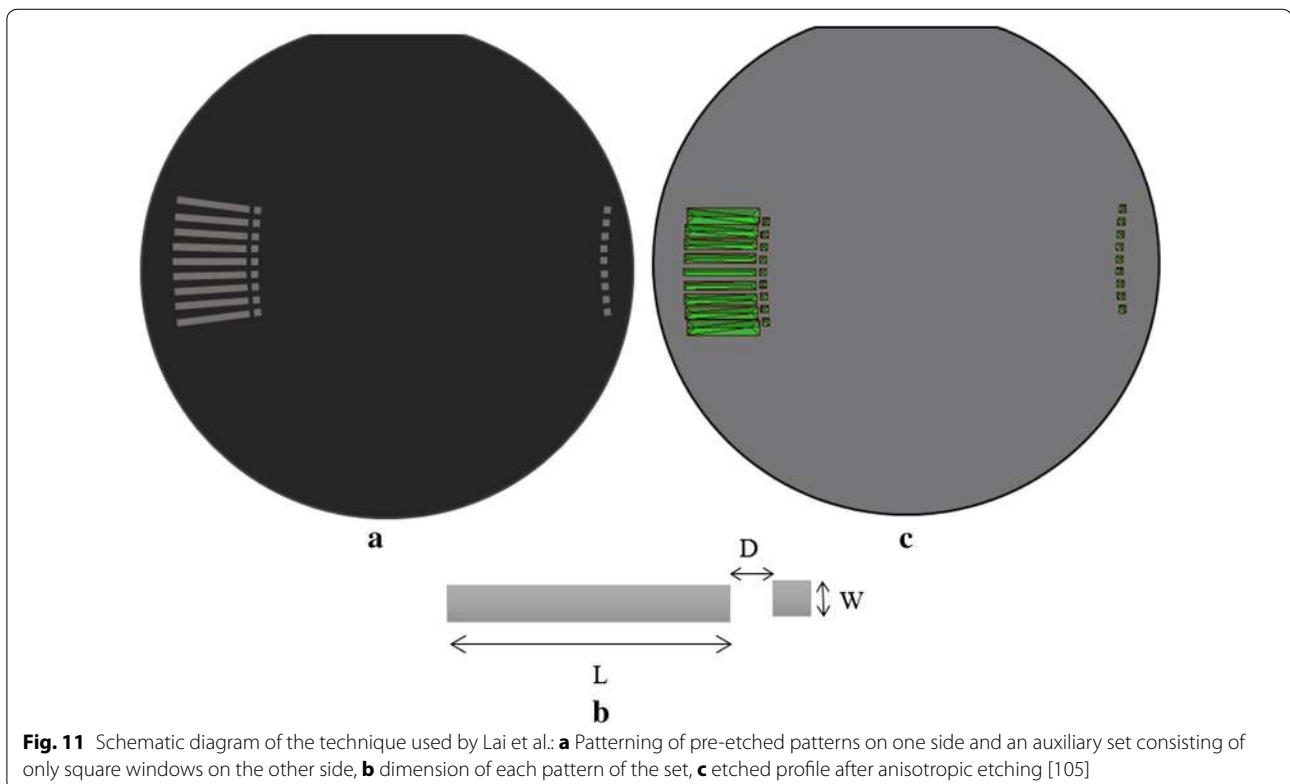 a
c
D
W
L
b
Fig. 11 Schematic diagram of the technique used by Lai et al.: a Patterning of pre-etched patterns on one side and an auxiliary set consisting of
only square windows on the other side, b dimension of each pattern of the set, c etched profile after anisotropic etching [105]